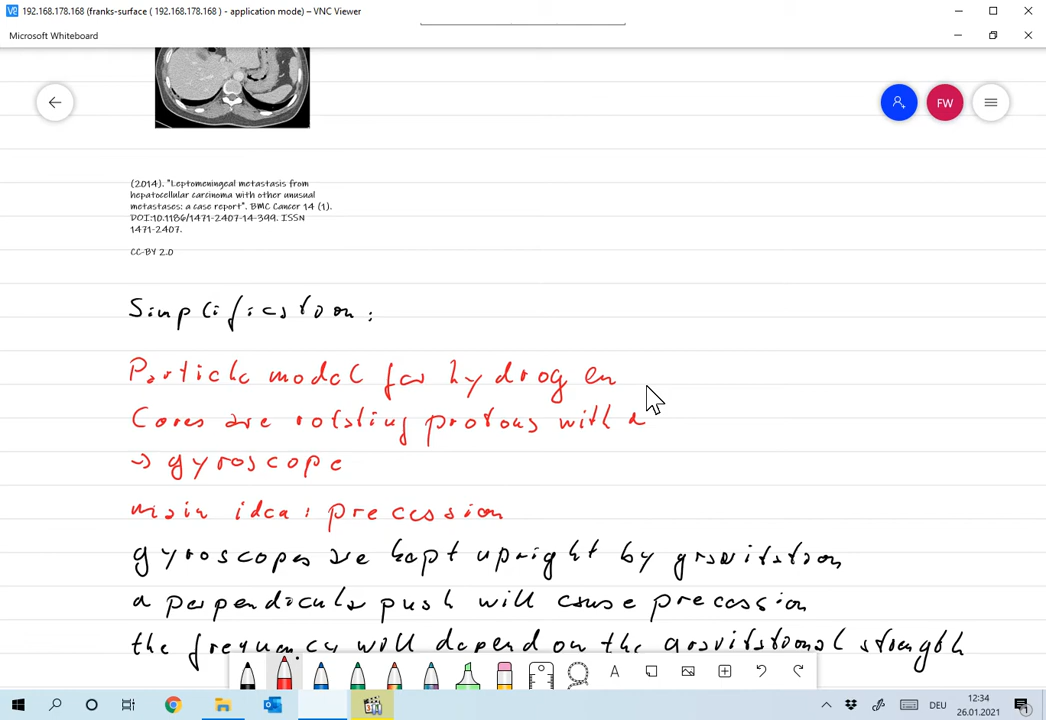 192.168.178.168 (franks-surface ( 192.168.178.168 ) - application mode) - VNC Viewer
Microsoft Whiteboard
FW
(2014). "Leptomeningeal metastasis from
hepatocellular carcinoma with other unusual
metastases: a case report". BMC Cancer 14 (1).
DOI:10.1186/1471-2407-14-399. ISSN
1471-2407.
CC-BY 2.0
Simplification:
Particle model for hydrogen
Cores are rotating protons with a
→ gyroscope
main idea: precession
gyroscopes are kept upright by gravitation
a perpendicular push will cause precession
the frequency will depend on the gravitational strength
A
DEU
12:34
26.01.2021
1